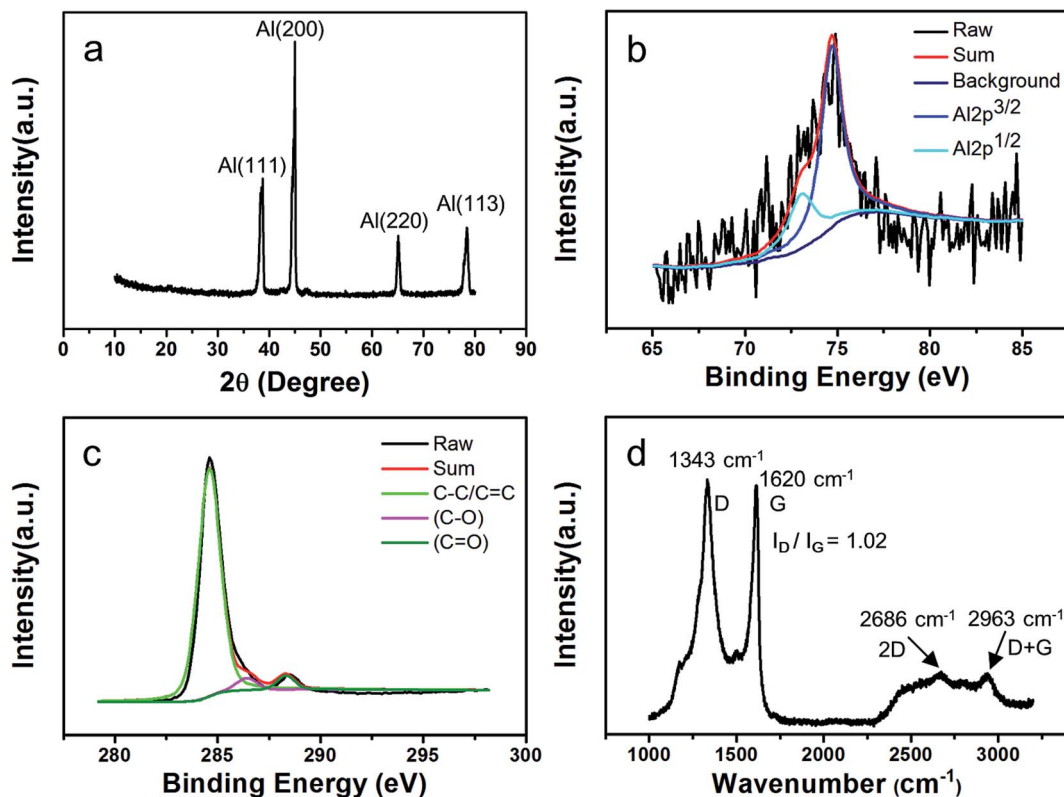 a
Al(200)
Al(111)
Al(220)
Al(113)
Intensity(a.u.)
0 10 20 30 40 50 60 70 80 90
2θ (Degree)
b
Raw
Sum
Background
Al2p3/2
Al2p1/2
Intensity(a.u.)
65 70 75 80 85
Binding Energy (eV)
c
Raw
Sum
C-C/C=C
(C-O)
(C=O)
Intensity(a.u.)
280 285 290 295 300
Binding Energy (eV)
d
1343 cm-1
D
1620 cm-1
G
ID / IG = 1.02
2686 cm-1
2D
2963 cm-1
D+G
Intensity(a.u.)
1000 1500 2000 2500 3000
Wavenumber (cm-1)